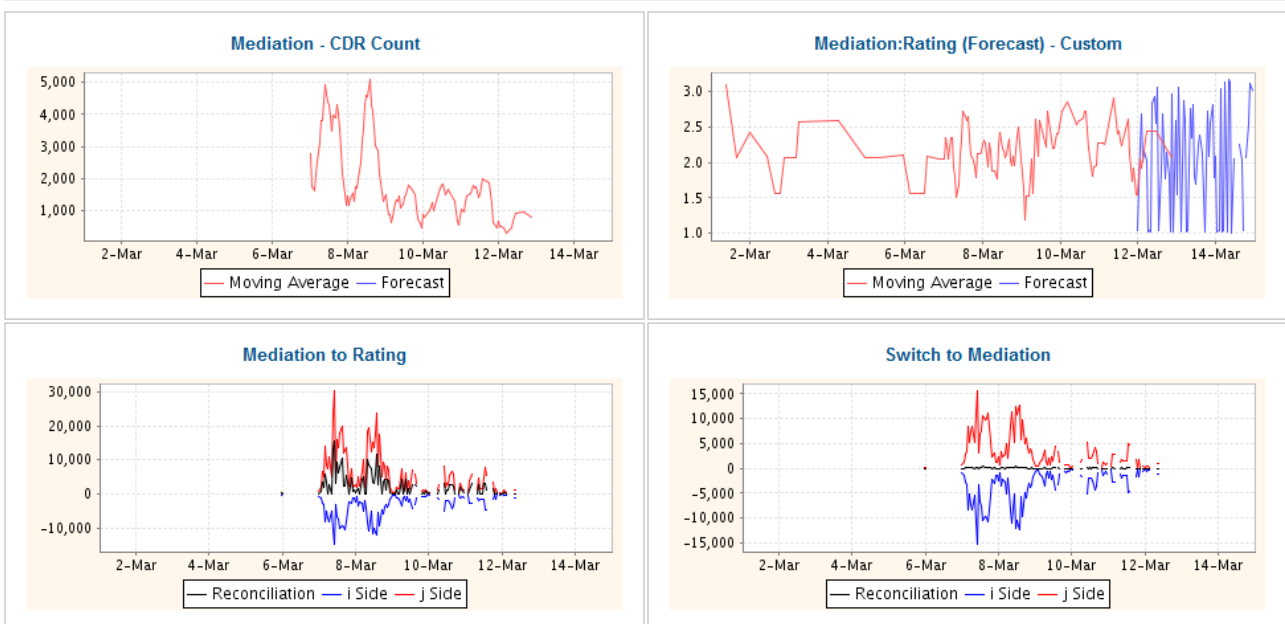 Mediation - CDR Count
5,000
4,000
3,000
2,000
1,000
2-Mar 4-Mar 6-Mar 8-Mar 10-Mar 12-Mar 14-Mar
Moving Average Forecast
Mediation:Rating (Forecast) - Custom
3.0
2.5
2.0
1.5
1.0
2-Mar 4-Mar 6-Mar 8-Mar 10-Mar 12-Mar 14-Mar
Moving Average Forecast
Mediation to Rating
30,000
20,000
10,000
0
-10,000
2-Mar 4-Mar 6-Mar 8-Mar 10-Mar 12-Mar 14-Mar
Reconciliation i Side j Side
Switch to Mediation
15,000
10,000
5,000
0
-5,000
-10,000
-15,000
2-Mar 4-Mar 6-Mar 8-Mar 10-Mar 12-Mar 14-Mar
Reconciliation i Side j Side